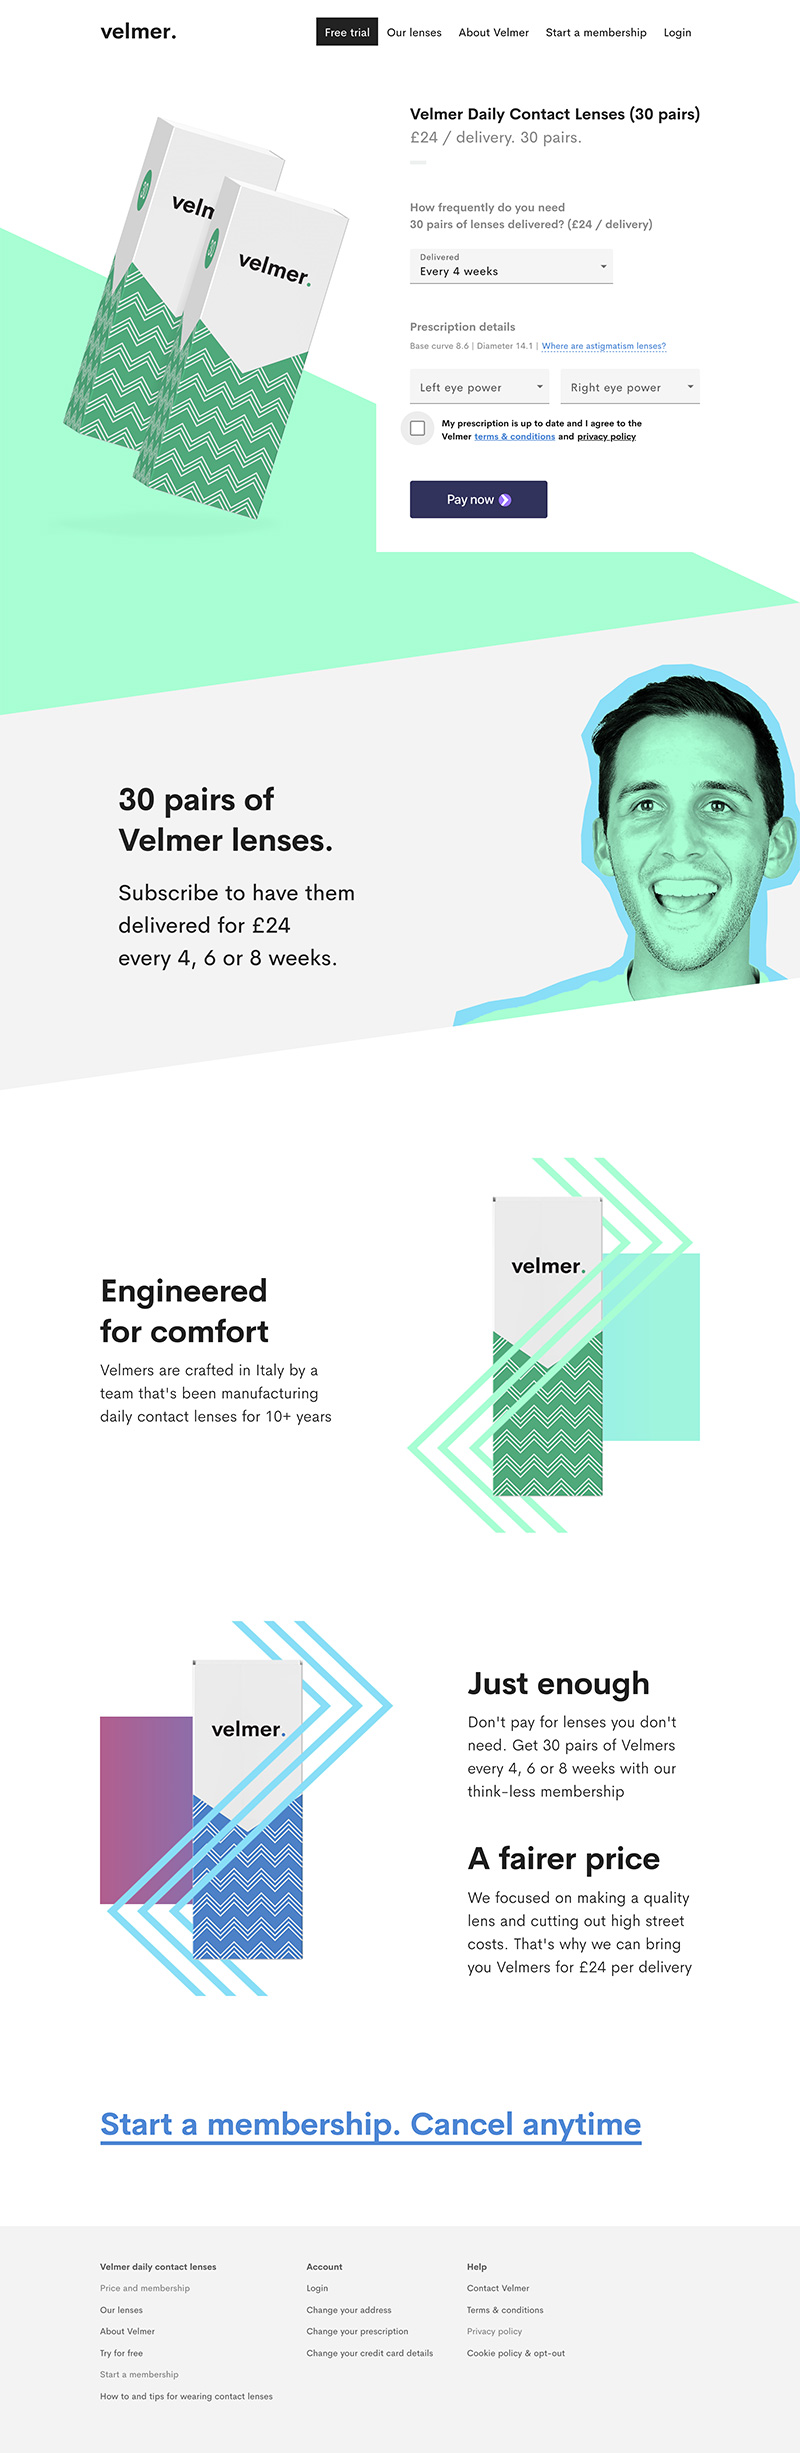 velmer.
Free trial
Our lenses
About Velmer
Start a membership
Login
30
velm
30
velmer.
Velmer Daily Contact Lenses (30 pairs)
£24 / delivery. 30 pairs.
How frequently do you need
30 pairs of lenses delivered? (£24 / delivery)
Delivered
Every 4 weeks
Prescription details
Base curve 8.6 | Diameter 14.1 | Where are astigmatism lenses?
Left eye power
Right eye power
My prescription is up to date and I agree to the
Velmer terms & conditions and privacy policy
Pay now
30 pairs of
Velmer lenses.
Subscribe to have them
delivered for £24
every 4, 6 or 8 weeks.
velmer.
Engineered
for comfort
Velmers are crafted in Italy by a
team that's been manufacturing
daily contact lenses for 10+ years
velmer.
Just enough
Don't pay for lenses you don't
need. Get 30 pairs of Velmers
every 4, 6 or 8 weeks with our
think-less membership
A fairer price
We focused on making a quality
lens and cutting out high street
costs. That's why we can bring
you Velmers for £24 per delivery
Start a membership. Cancel anytime
Velmer daily contact lenses
Price and membership
Our lenses
About Velmer
Try for free
Start a membership
How to and tips for wearing contact lenses
Account
Login
Change your address
Change your prescription
Change your credit card details
Help
Contact Velmer
Terms & conditions
Privacy policy
Cookie policy & opt-out